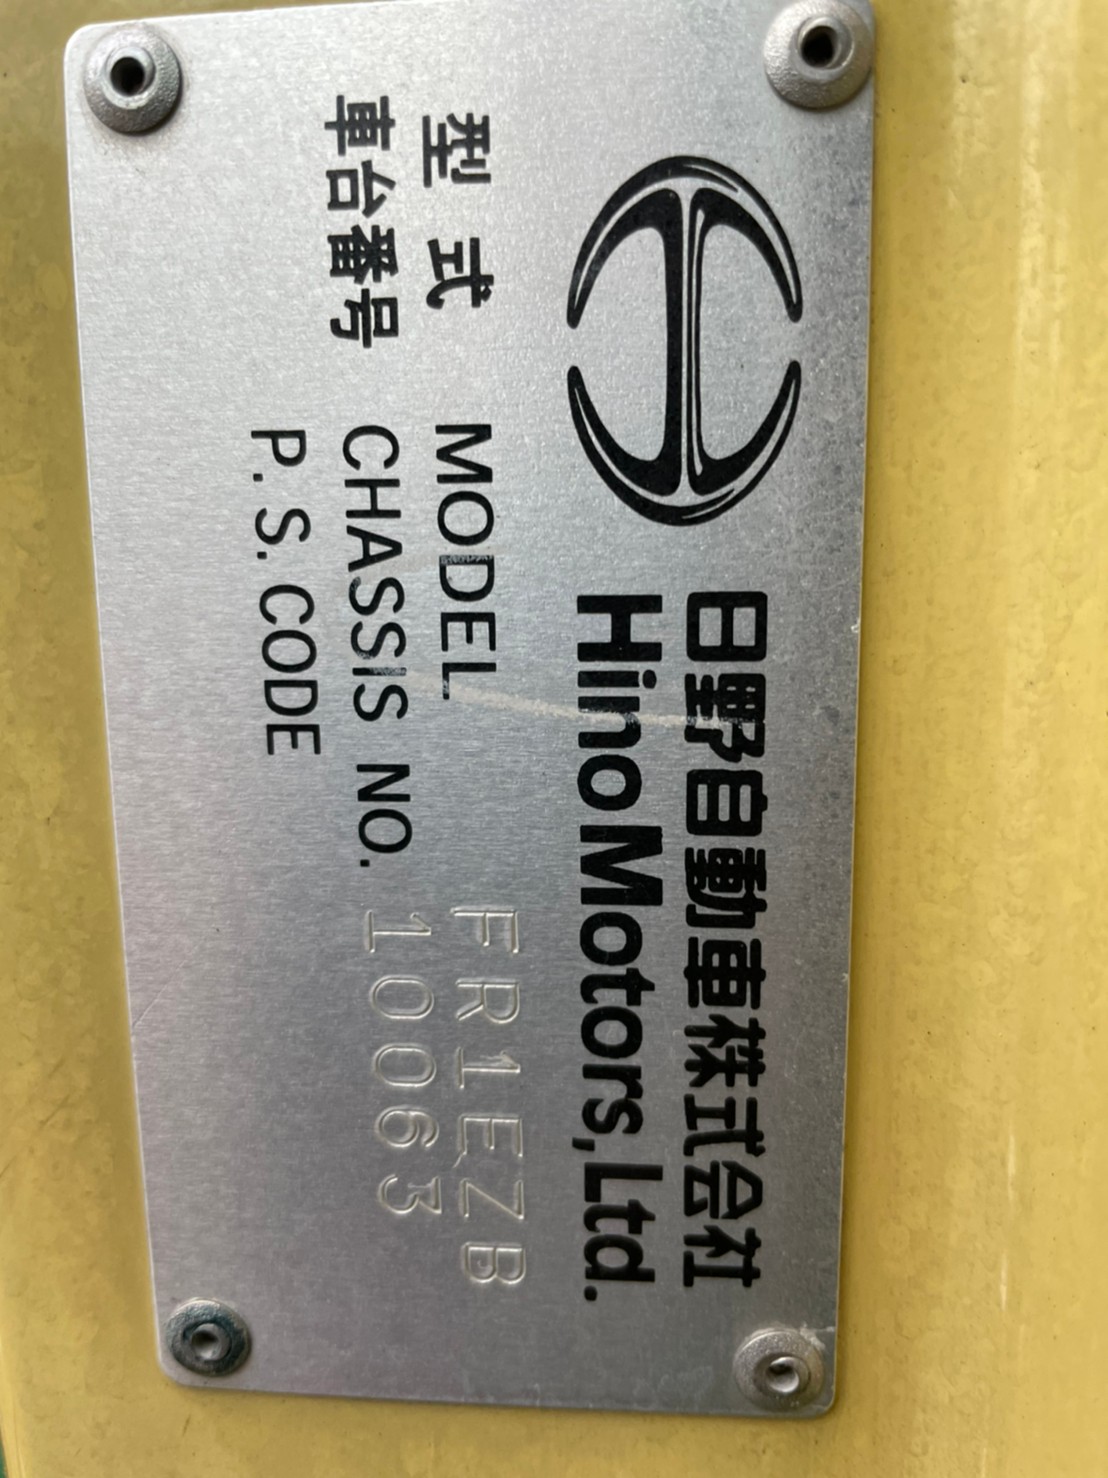 日野自動車株式会社
Hino Motors, Ltd.
型式 MODEL FR1EZB
車台番号 CHASSIS NO. 10063
P. S. CODE